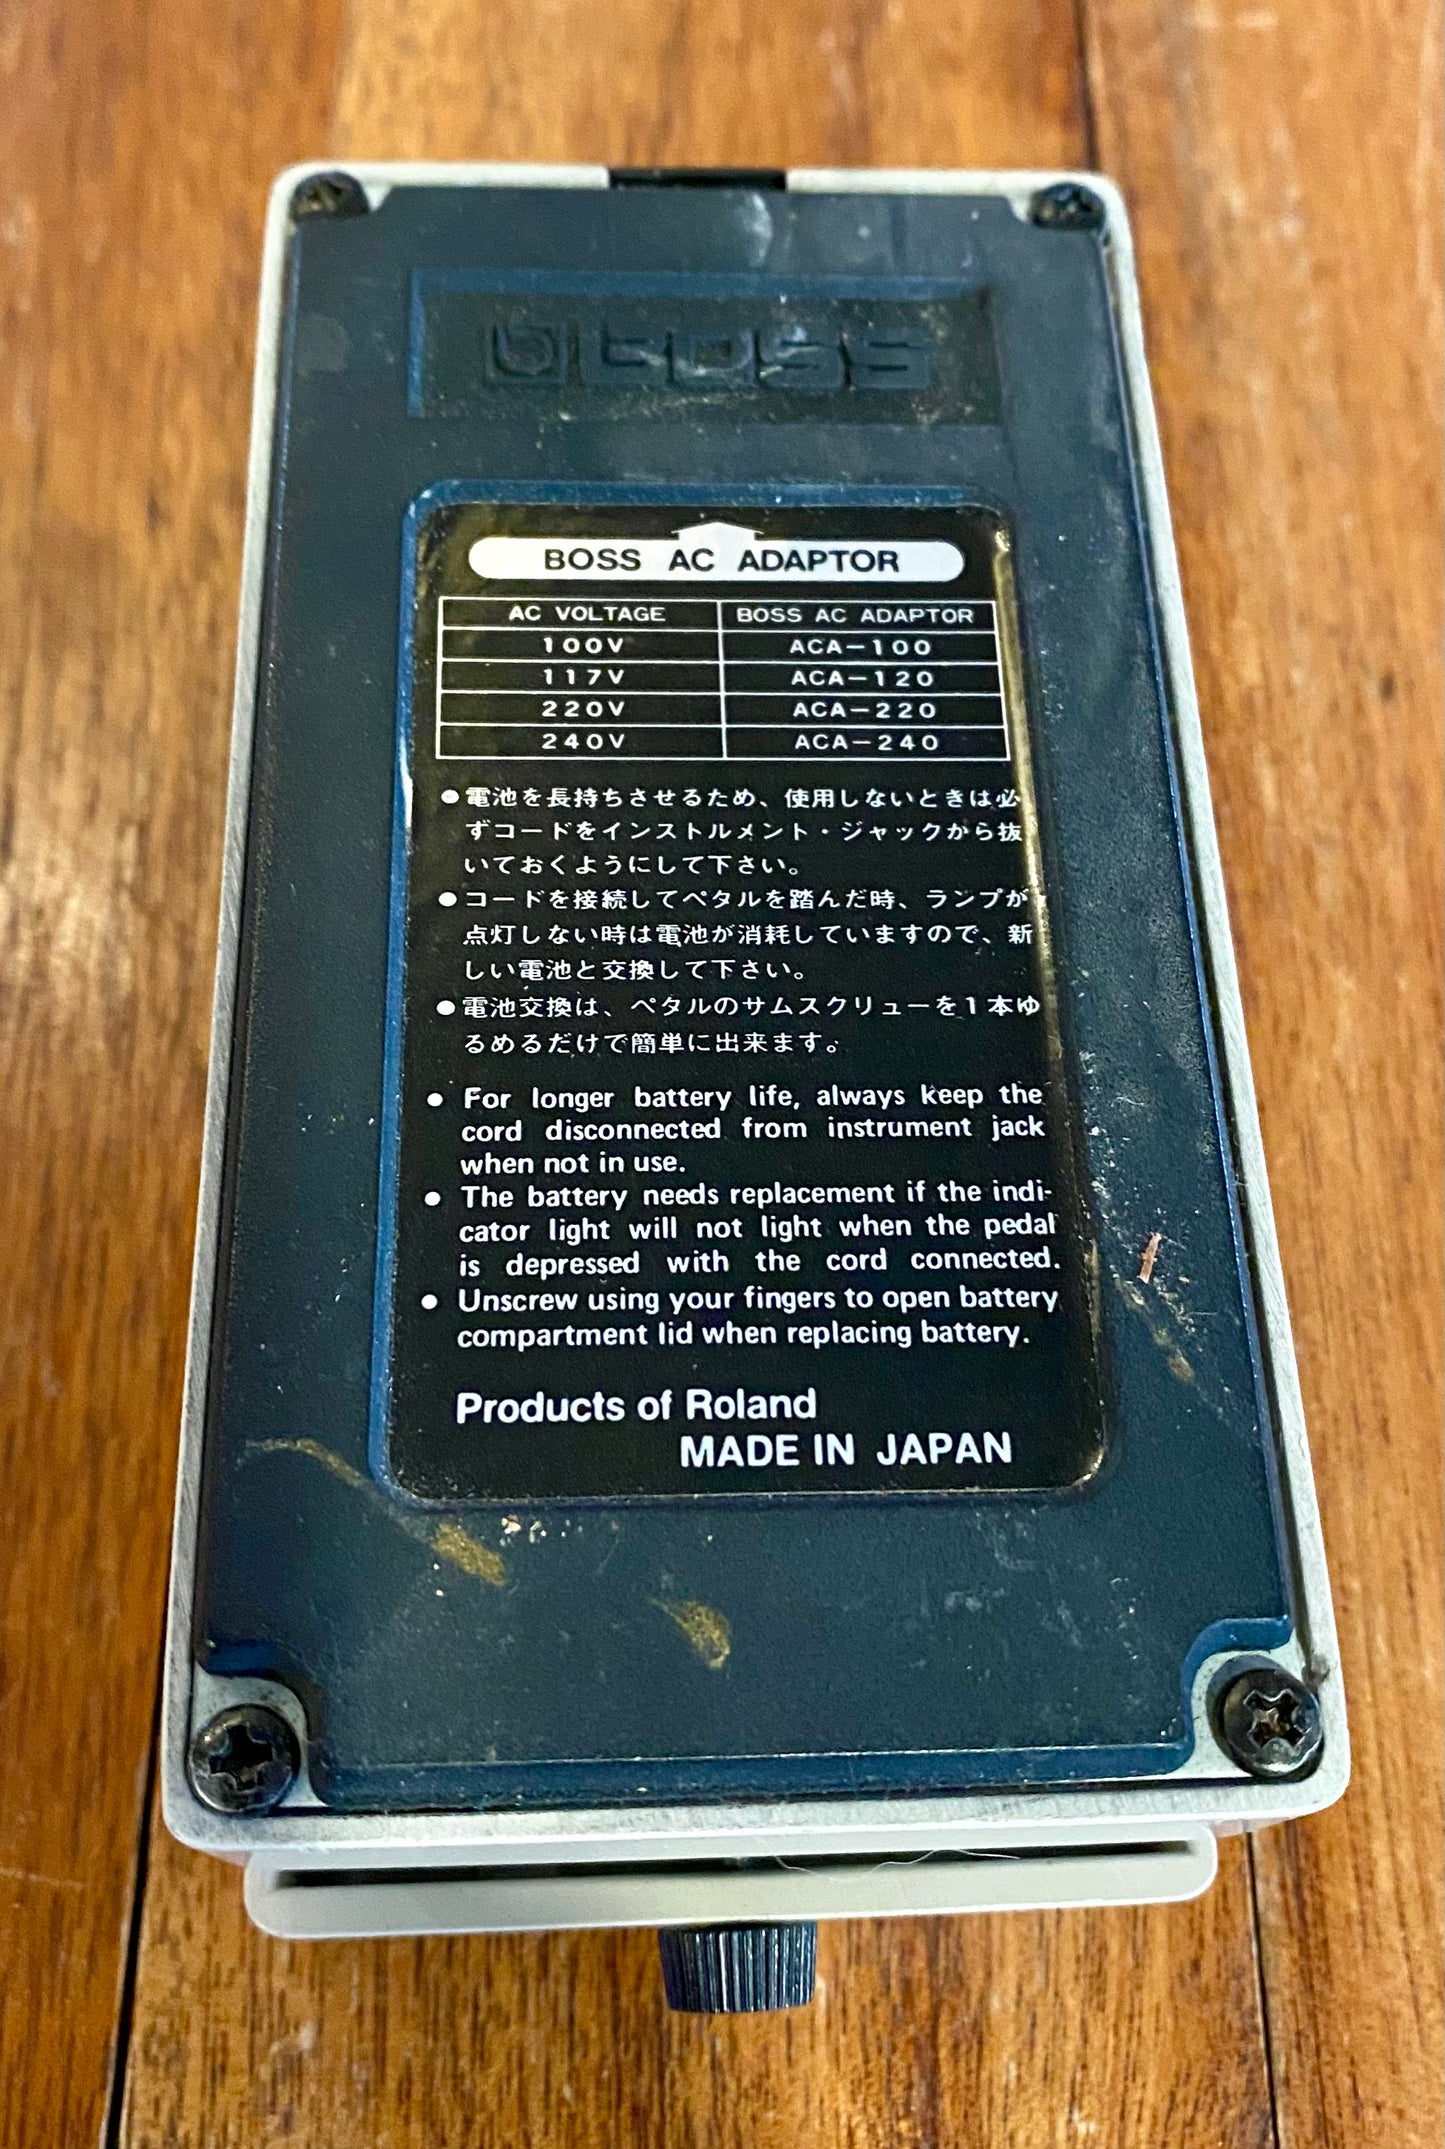 BOSS
BOSS AC ADAPTOR
AC VOLTAGE BOSS AC ADAPTOR
100V ACA-100
117V ACA-120
220V ACA-220
240V ACA-240
●電池を長持ちさせるため、使用しないときは必
ずコードをインストルメント・ジャックから抜
いておくようにして下さい。
●コードを接続してペタルを踏んだ時、ランプが
点灯しない時は電池が消耗していますので、新
しい電池と交換して下さい。
●電池交換は、ペタルのサムスクリューを1本ゆ
るめるだけで簡単に出来ます。
● For longer battery life, always keep the
cord disconnected from instrument jack
when not in use.
● The battery needs replacement if the indi-
cator light will not light when the pedal
is depressed with the cord connected.
● Unscrew using your fingers to open battery
compartment lid when replacing battery.
Products of Roland
MADE IN JAPAN